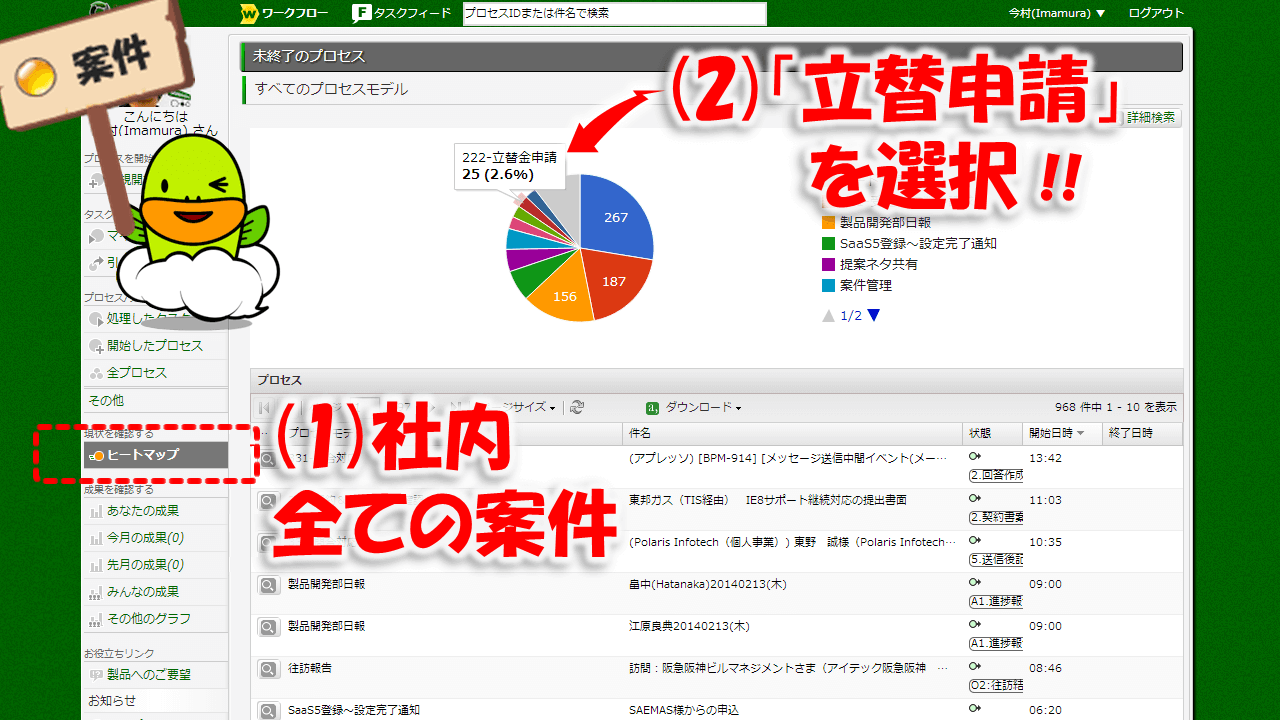 ワークフロー
タスクフィード
プロセスIDまたは件名で検索
今村(Imamura) ▼
ログアウト
案件
こんにちは
村(Imamura) さん
プロセスを開始
規開
タスク
マ
引
処理したタスク
開始したプロセス
全プロセス
その他
現状を確認する
ヒートマップ
成果を確認する
あなたの成果
今月の成果(0)
先月の成果(0)
みんなの成果
その他のグラフ
お役立ちリンク
製品へのご要望
お知らせ
未終了のプロセス
すべてのプロセスモデル
(2)「立替申請」
を選択 !!
詳細検索
222-立替金申請
25 (2.6%)
267
187
156
製品開発部日報
SaaS5登録～設定完了通知
提案ネタ共有
案件管理
1/2
プロセス
(1)社内
全ての案件
ジサイズ
ダウンロード
968 件中 1 - 10 を表示
件名 状態 開始日時 終了日時
(アプレッソ) [BPM-914] [メッセージ送信中間イベント(メー… 13:42
2.回答作成
東邦ガス（TIS経由）　IE8サポート継続対応の提出書面 11:03
2.契約書案
(Polaris Infotech（個人事業）) 東野　誠様（Polaris Infotech… 10:35
5.送信後記
製品開発部日報 畠中(Hatanaka)20140213(木) 09:00
A1.進捗報
製品開発部日報 江原良典20140213(木) 09:00
A1.進捗報
往訪報告 訪問：阪急阪神ビルマネジメントさま（アイテック阪急阪神　… 08:46
O2:往訪結
SaaS5登録～設定完了通知 SAEMAS様からの申込 06:20